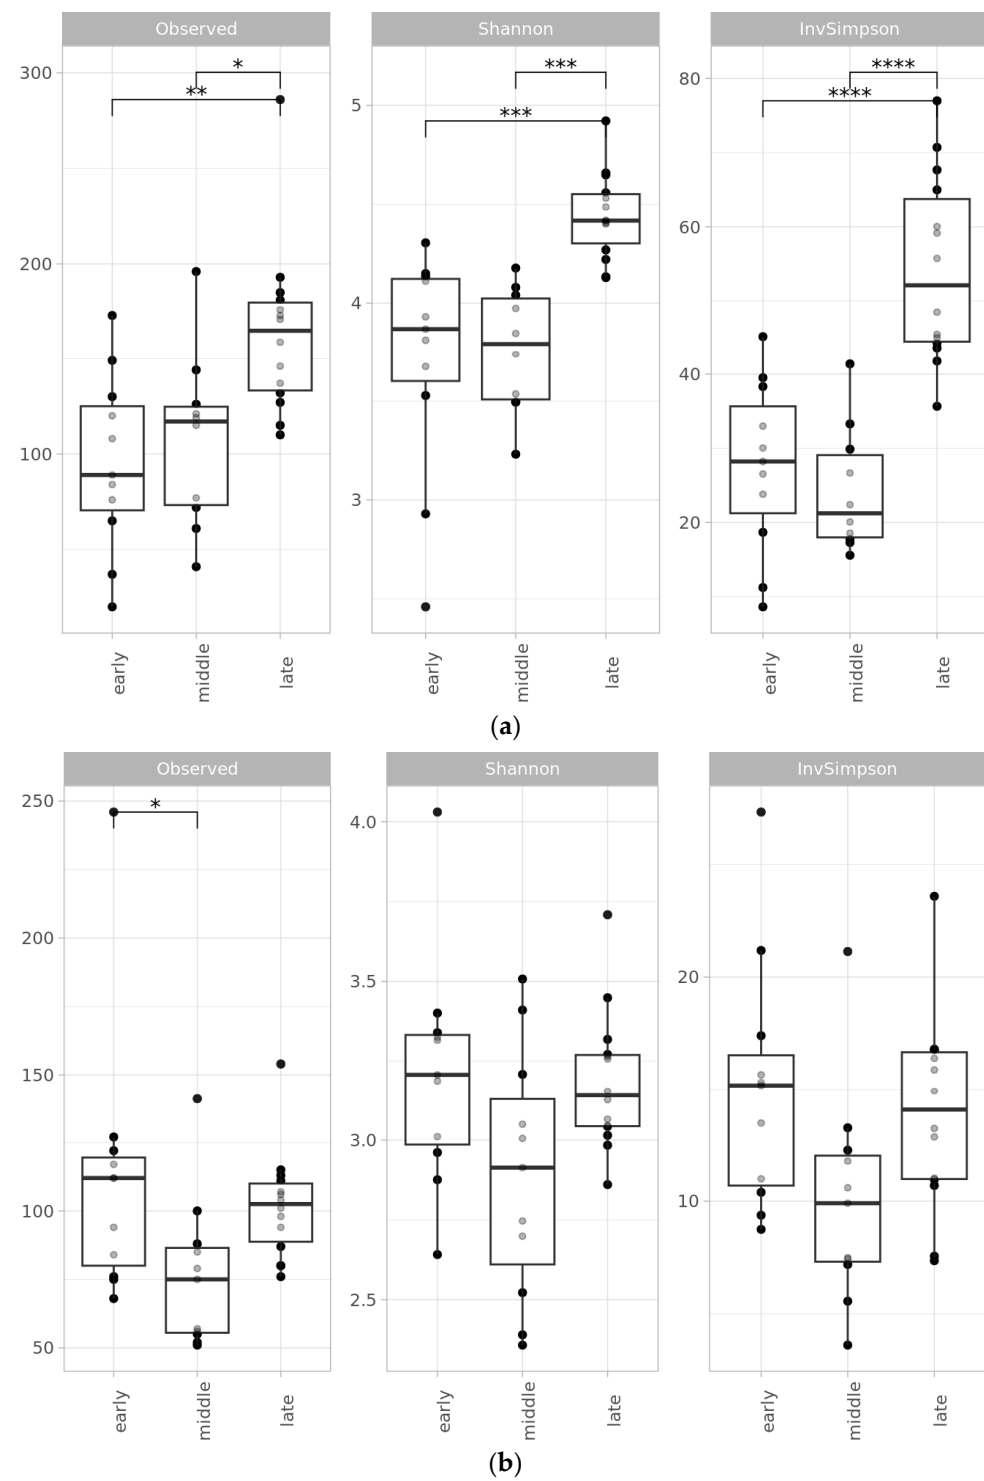 Observed Shannon InvSimpson
300 200 100
* **
5 4 3
*** ***
80 60 40 20
**** ****
early middle late early middle late early middle late
(a)
Observed Shannon InvSimpson
250 200 150 100 50
*
4.0 3.5 3.0 2.5
20 10
early middle late early middle late early middle late
(b)